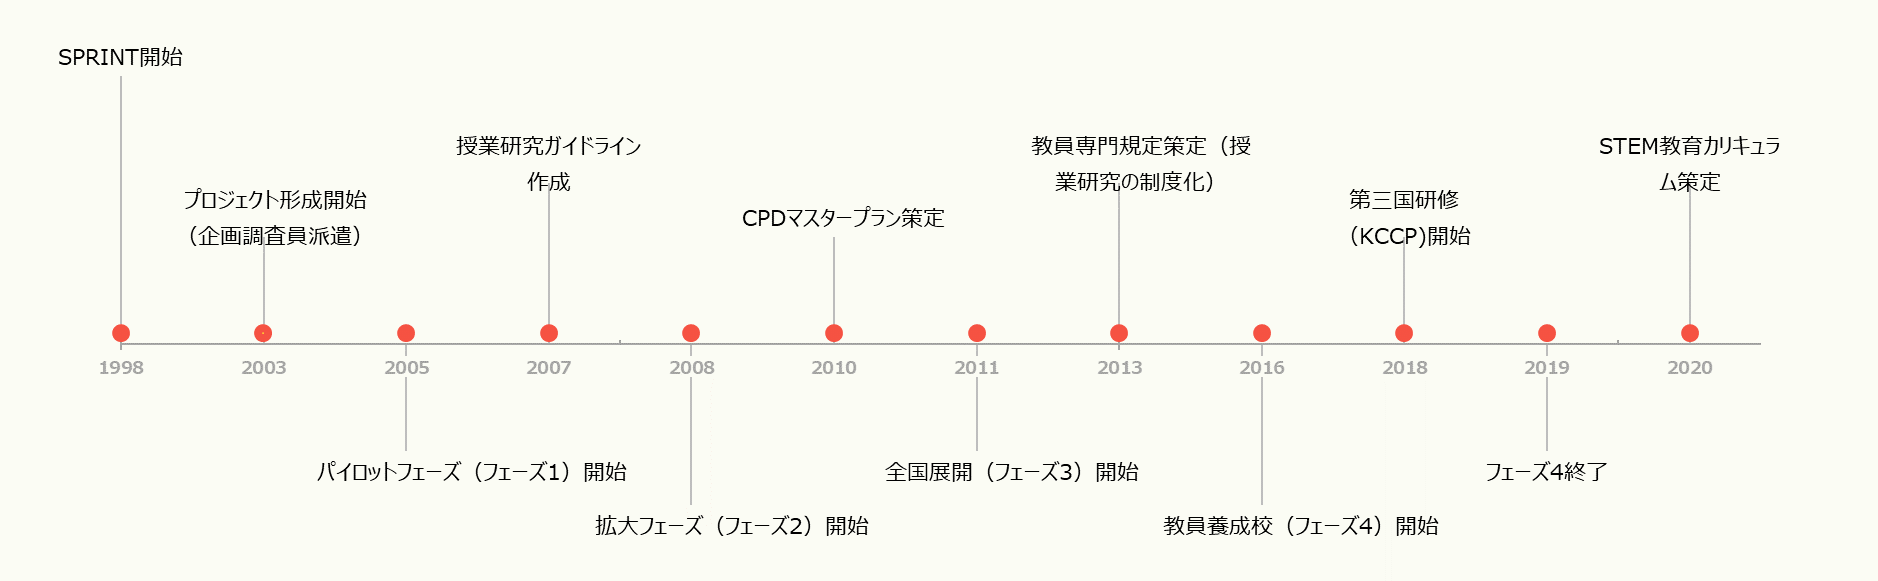 SPRINT開始
授業研究ガイドライン
作成
教員専門規定策定（授
業研究の制度化）
STEM教育カリキュラ
ム策定
プロジェクト形成開始
（企画調査員派遣）
CPDマスタープラン策定
第三国研修
（KCCP)開始
1998 2003 2005 2007 2008 2010 2011 2013 2016 2018 2019 2020
パイロットフェーズ（フェーズ1）開始
全国展開（フェーズ3）開始
フェーズ4終了
拡大フェーズ（フェーズ2）開始
教員養成校（フェーズ4）開始